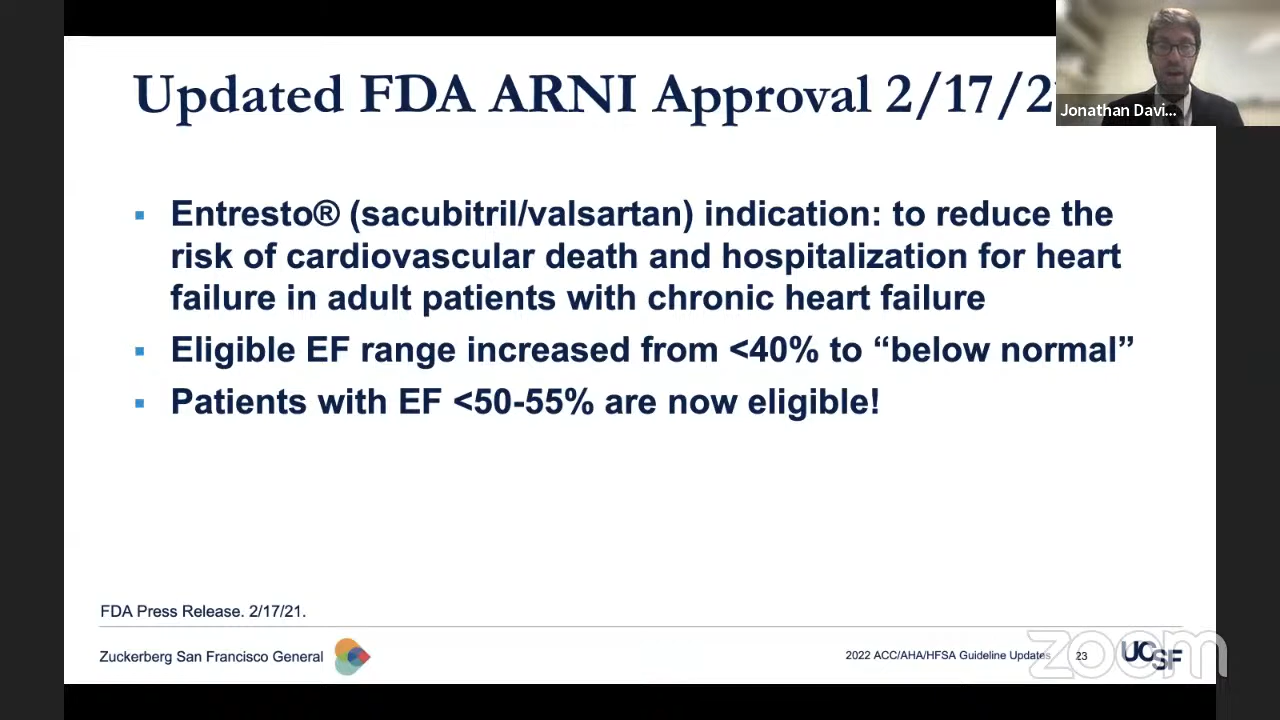 Updated FDA ARNI Approval 2/17/2
Jonathan Davi...
▪ Entresto® (sacubitril/valsartan) indication: to reduce the
risk of cardiovascular death and hospitalization for heart
failure in adult patients with chronic heart failure
▪ Eligible EF range increased from <40% to “below normal”
▪ Patients with EF <50-55% are now eligible!
FDA Press Release. 2/17/21.
Zuckerberg San Francisco General
2022 ACC/AHA/HFSA Guideline Updates
23
UCSF
zoom